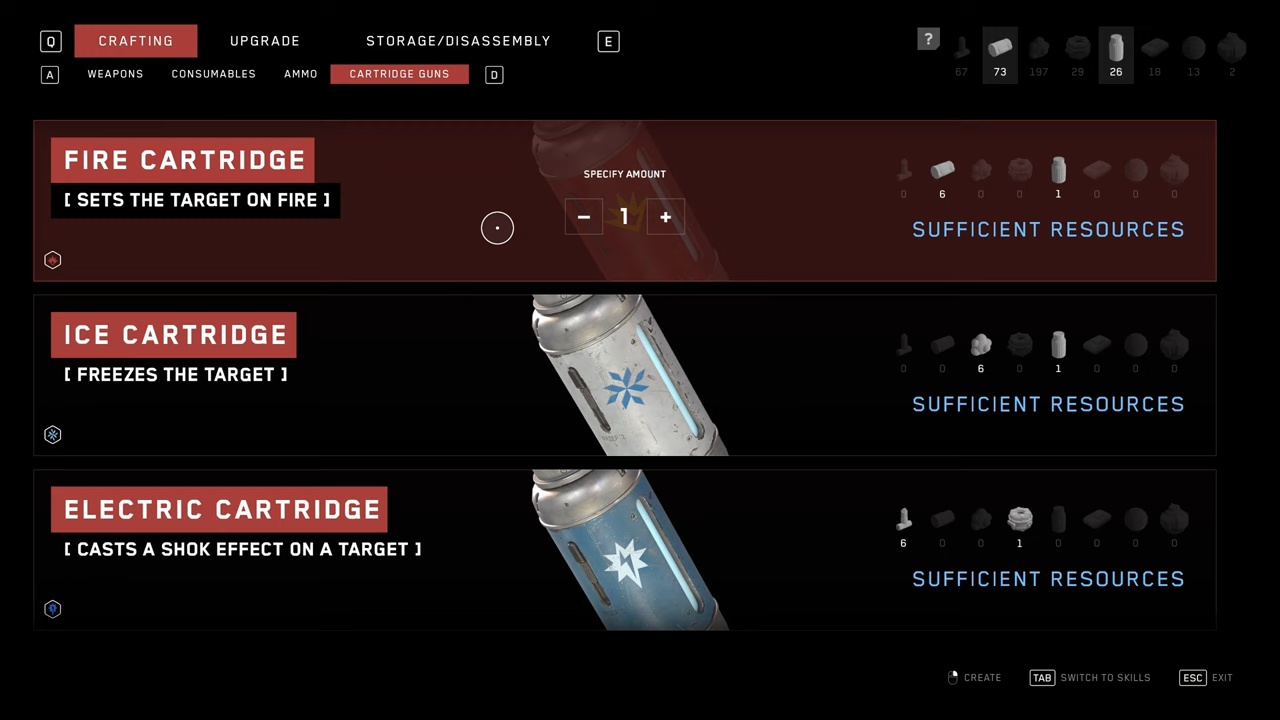 Q CRAFTING UPGRADE STORAGE/DISASSEMBLY E
A WEAPONS CONSUMABLES AMMO CARTRIDGE GUNS D
?
67 73 197 29 26 18 13 2
FIRE CARTRIDGE
[ SETS THE TARGET ON FIRE ]
SPECIFY AMOUNT
− 1 +
0 6 0 0 1 0 0 0
SUFFICIENT RESOURCES
ICE CARTRIDGE
[ FREEZES THE TARGET ]
0 0 6 0 1 0 0 0
SUFFICIENT RESOURCES
ELECTRIC CARTRIDGE
[ CASTS A SHOK EFFECT ON A TARGET ]
6 0 0 1 0 0 0 0
SUFFICIENT RESOURCES
CREATE TAB SWITCH TO SKILLS ESC EXIT